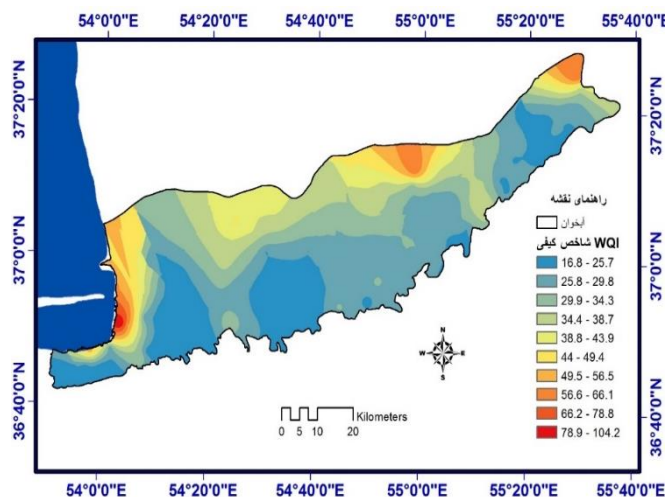 54°0'0"E 54°20'0"E 54°40'0"E 55°0'0"E 55°20'0"E 55°40'0"E
37°20'0"N
37°20'0"N
37°0'0"N
37°0'0"N
36°40'0"N
36°40'0"N
راهنمای نقشه
آبخوان
شاخص کیفی WQI
16.8 - 25.7
25.8 - 29.8
29.9 - 34.3
34.4 - 38.7
38.8 - 43.9
44 - 49.4
49.5 - 56.5
56.6 - 66.1
66.2 - 78.8
78.9 - 104.2
N
W E
S
Kilometers
0 5 10 20
54°0'0"E 54°20'0"E 54°40'0"E 55°0'0"E 55°20'0"E 55°40'0"E